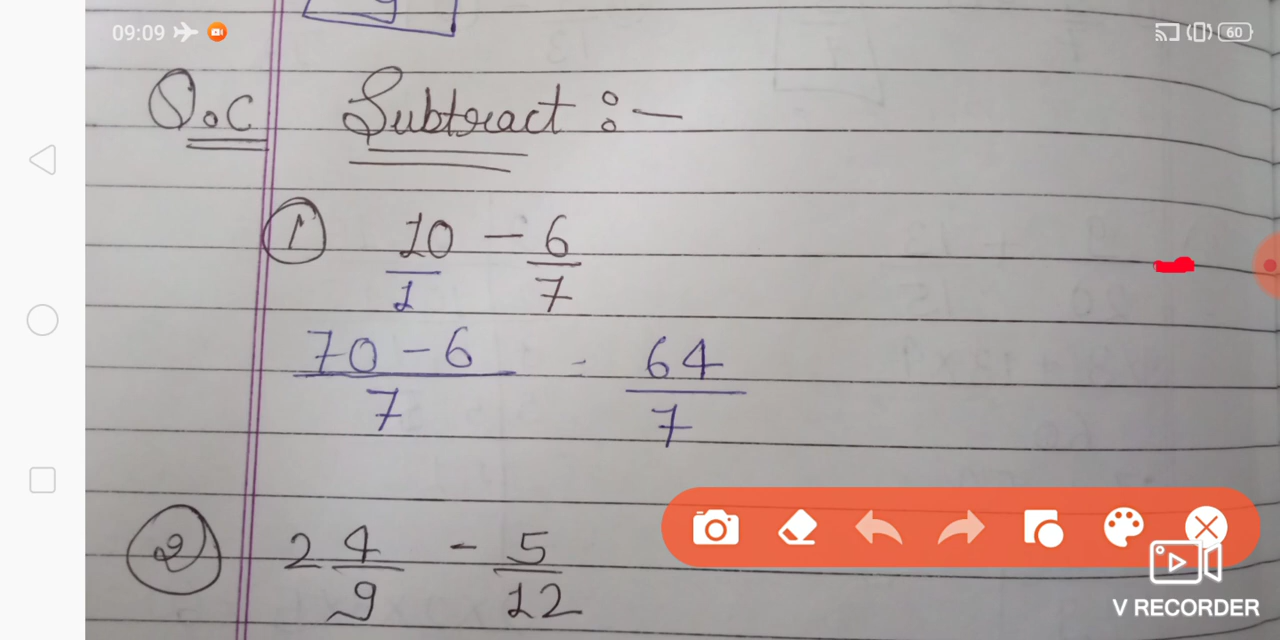 09:09
60
Q.C Subtract :-
① 10/1 - 6/7
70-6/7 = 64/7
② 2 4/9 - 5/12
V RECORDER